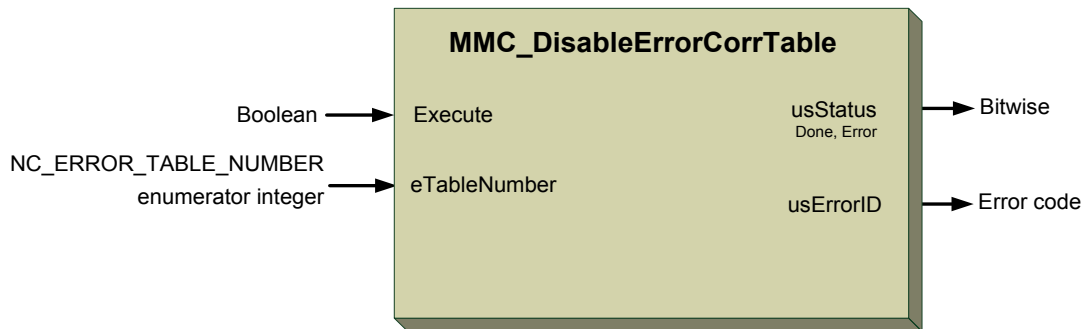 MMC_DisableErrorCorrTable
Boolean
Execute
usStatus
Done, Error
Bitwise
NC_ERROR_TABLE_NUMBER
enumerator integer
eTableNumber
usErrorID
Error code